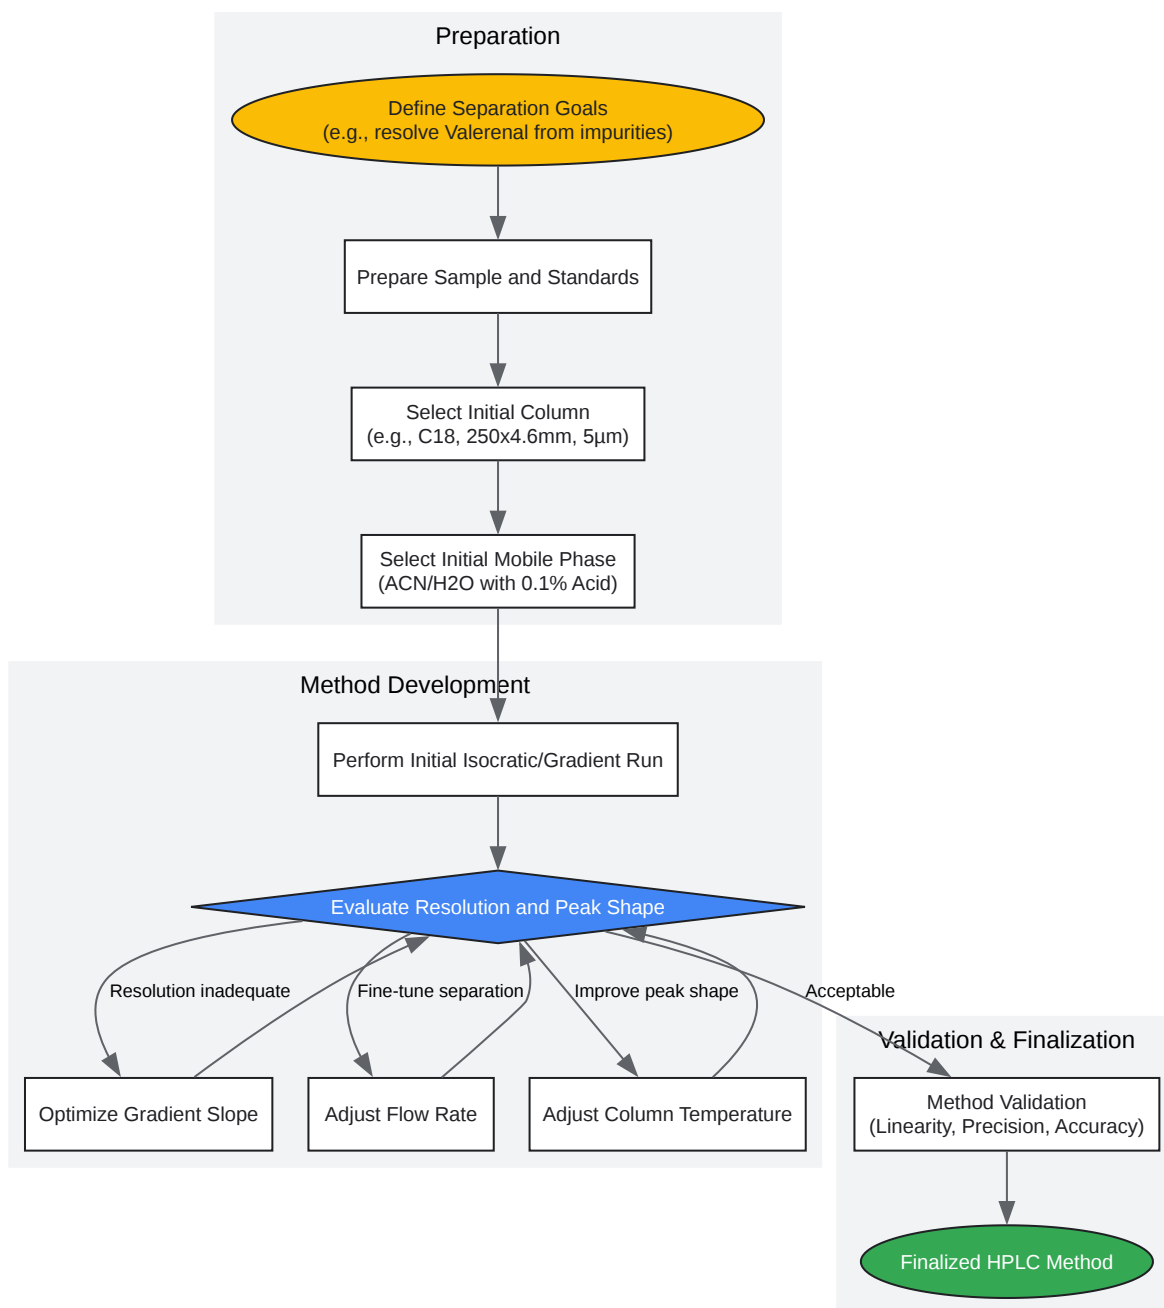 Preparation
Define Separation Goals
(e.g., resolve Valerenal from impurities)
Prepare Sample and Standards
Select Initial Column
(e.g., C18, 250x4.6mm, 5µm)
Select Initial Mobile Phase
(ACN/H2O with 0.1% Acid)
Method Development
Perform Initial Isocratic/Gradient Run
Evaluate Resolution and Peak Shape
Resolution inadequate
Fine-tune separation
Improve peak shape
Acceptable
Optimize Gradient Slope
Adjust Flow Rate
Adjust Column Temperature
Validation & Finalization
Method Validation
(Linearity, Precision, Accuracy)
Finalized HPLC Method